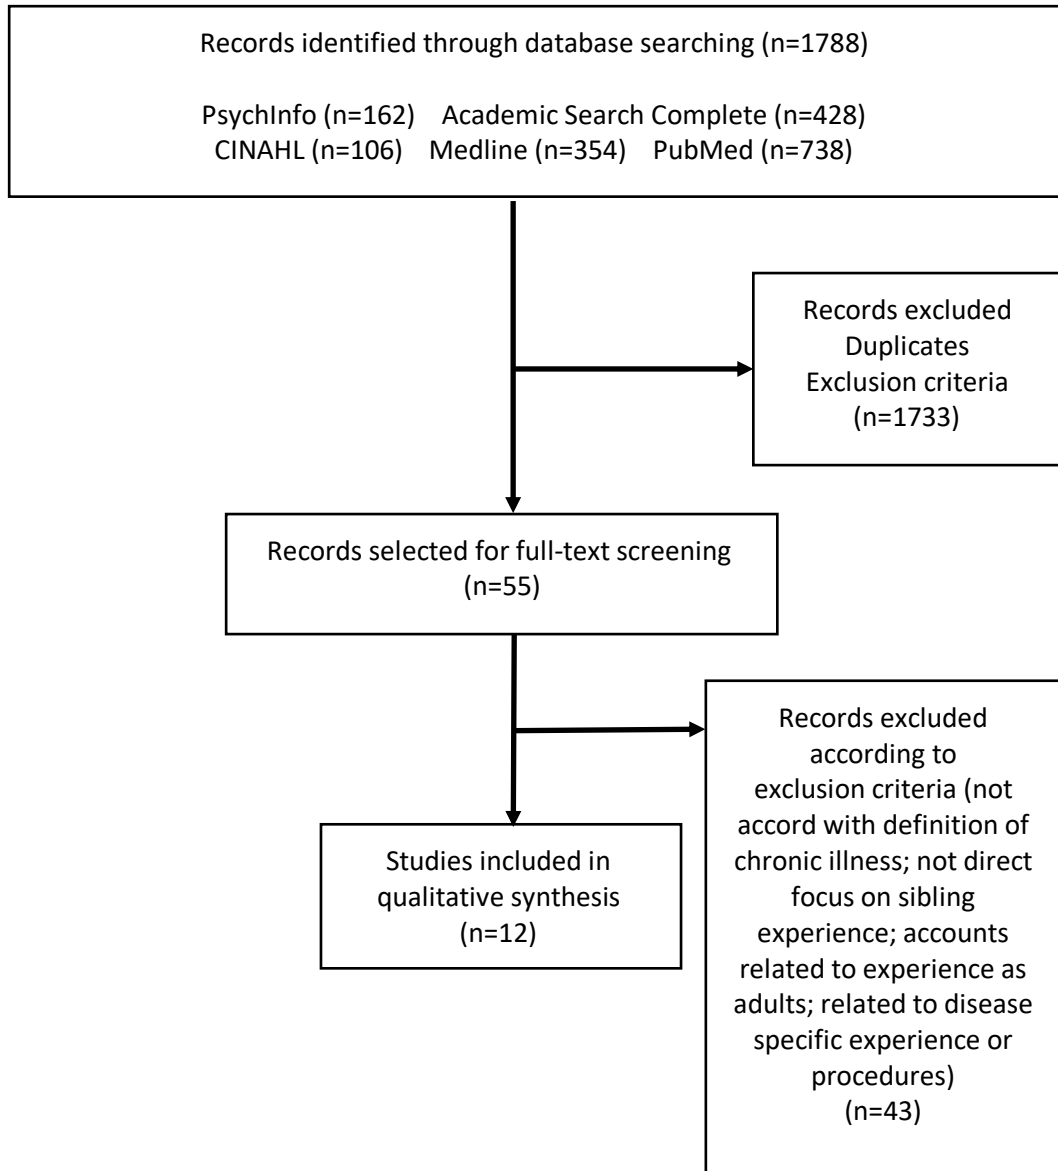 Records identified through database searching (n=1788)
PsychInfo (n=162) Academic Search Complete (n=428)
CINAHL (n=106) Medline (n=354) PubMed (n=738)
Records excluded
Duplicates
Exclusion criteria
(n=1733)
Records selected for full-text screening
(n=55)
Records excluded
according to
exclusion criteria (not
accord with definition of
chronic illness; not direct
focus on sibling
experience; accounts
related to experience as
adults; related to disease
specific experience or
procedures)
(n=43)
Studies included in
qualitative synthesis
(n=12)